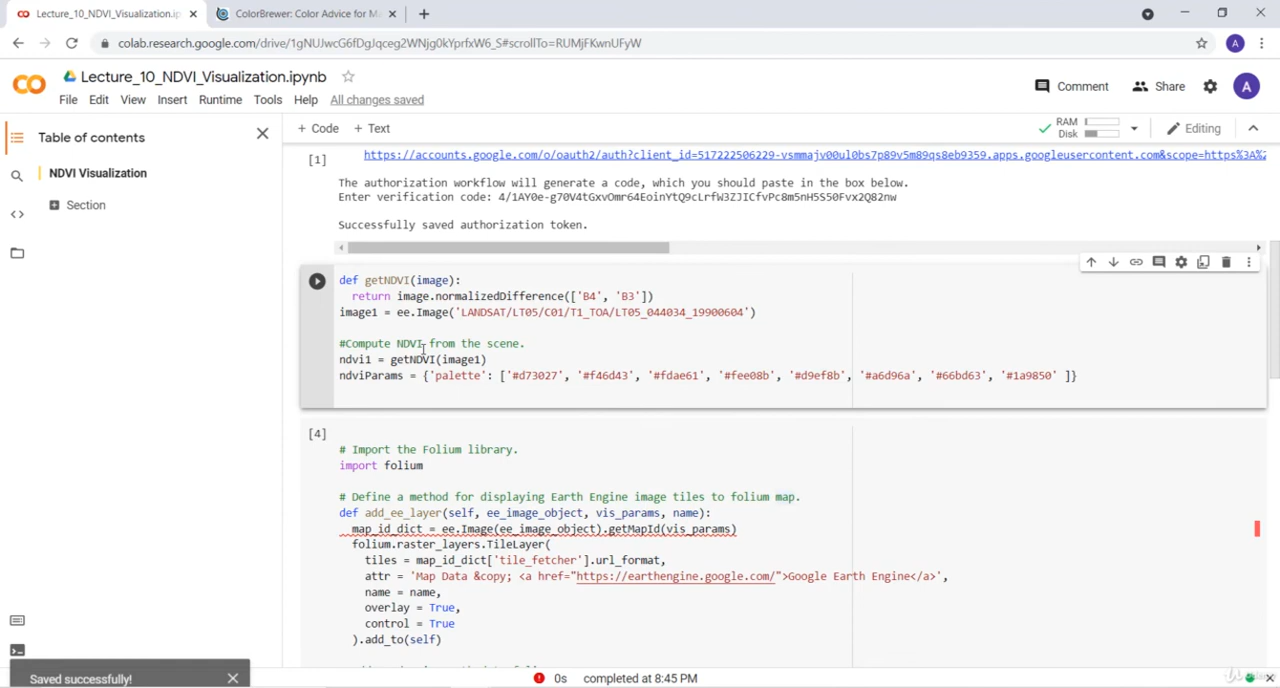 Lecture_10_NDVI_Visualization.ip
ColorBrewer: Color Advice for M
colab.research.google.com/drive/1gNUJwcG6fDgJqceg2WNjg0kYprfxW6_S#scrollTo=RUMjFKwnUFyW
A
Lecture_10_NDVI_Visualization.ipynb
Comment
Share
A
File Edit View Insert Runtime Tools Help All changes saved
Table of contents
+ Code + Text
RAM
Disk
Editing
NDVI Visualization
Section
[1]
https://accounts.google.com/o/oauth2/auth?client_id=517222506229-vsmmajv00ul0bs7p89v5m89qs8eb9359.apps.googleusercontent.com&scope=https%3A%2
The authorization workflow will generate a code, which you should paste in the box below.
Enter verification code: 4/1AY0e-g70V4tGxvOmr64EoinYtQ9cLrfW3ZJICfvPc8m5nH5S50Fvx2Q82nw
Successfully saved authorization token.
def getNDVI(image):
return image.normalizedDifference(['B4', 'B3'])
image1 = ee.Image('LANDSAT/LT05/C01/T1_TOA/LT05_044034_19900604')
#Compute NDVI from the scene.
ndvi1 = getNDVI(image1)
ndviParams = {'palette': ['#d73027', '#f46d43', '#fdae61', '#fee08b', '#d9ef8b', '#a6d96a', '#66bd63', '#1a9850' ]}
[4]
# Import the Folium library.
import folium
# Define a method for displaying Earth Engine image tiles to folium map.
def add_ee_layer(self, ee_image_object, vis_params, name):
map_id_dict = ee.Image(ee_image_object).getMapId(vis_params)
folium.raster_layers.TileLayer(
tiles = map_id_dict['tile_fetcher'].url_format,
attr = 'Map Data &copy; <a href="https://earthengine.google.com/">Google Earth Engine</a>',
name = name,
overlay = True,
control = True
).add_to(self)
Saved successfully!
0s completed at 8:45 PM